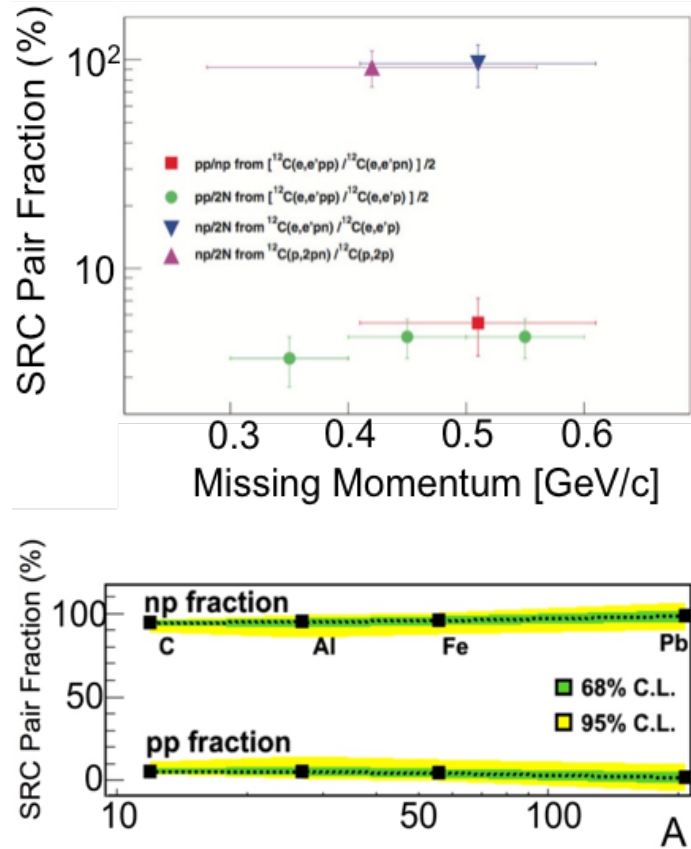 SRC Pair Fraction (%)
10²
10
pp/np from [¹²C(e,e'pp) /¹²C(e,e'pn) ] /2
pp/2N from [¹²C(e,e'pp) /¹²C(e,e'p) ] /2
np/2N from ¹²C(e,e'pn) /¹²C(e,e'p)
np/2N from ¹²C(p,2pn) /¹²C(p,2p)
0.3 0.4 0.5 0.6
Missing Momentum [GeV/c]
SRC Pair Fraction (%)
100
50
0
np fraction
C Al Fe Pb
68% C.L.
95% C.L.
pp fraction
10 50 100 A